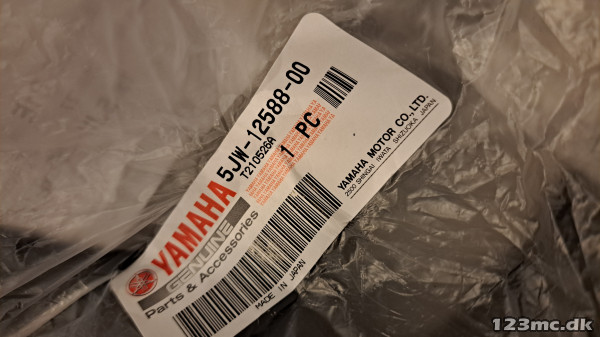 YAMAHA 5JW-12588-00
GENUINE T210526A
Parts & Accessories 1 PC
MADE IN JAPAN
YAMAHA MOTOR CO.,LTD.
2500 SHINGAI IWATA SHIZUOKA JAPAN
123mc.dk